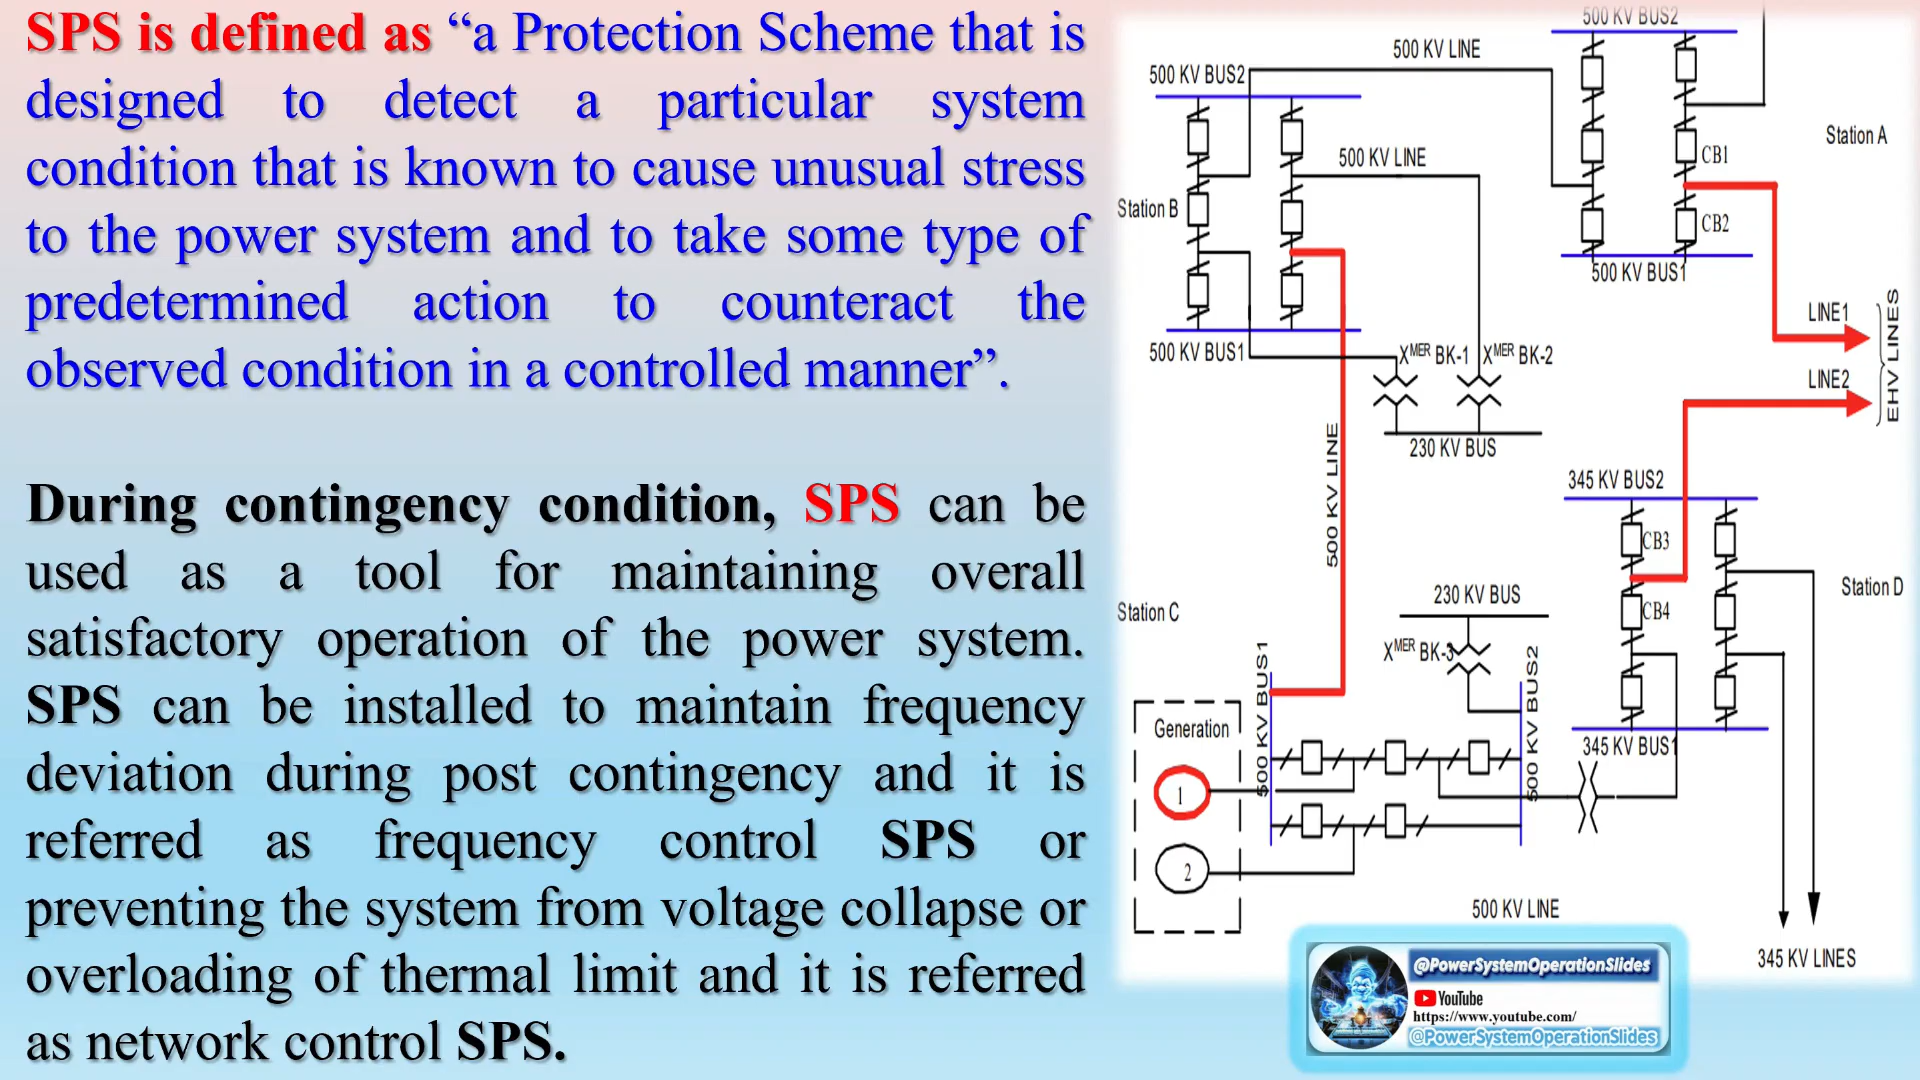 SPS is defined as “a Protection Scheme that is
designed to detect a particular system
condition that is known to cause unusual stress
to the power system and to take some type of
predetermined action to counteract the
observed condition in a controlled manner”.
During contingency condition, SPS can be
used as a tool for maintaining overall
satisfactory operation of the power system.
SPS can be installed to maintain frequency
deviation during post contingency and it is
referred as frequency control SPS or
preventing the system from voltage collapse or
overloading of thermal limit and it is referred
as network control SPS.
500 KV BUS2
500 KV LINE
500 KV BUS2
Station A
CB1
500 KV LINE
Station B
CB2
500 KV BUS1
LINE1
500 KV BUS1
XMER BK-1
XMER BK-2
LINE2
EHV LINES
230 KV BUS
500 KV LINE
345 KV BUS2
CB3
Station D
230 KV BUS
Station C
CB4
XMER BK-3
500 KV BUS1
500 KV BUS2
Generation
345 KV BUS1
1
2
500 KV LINE
345 KV LINES
@PowerSystemOperationSlides
YouTube
https://www.youtube.com/
@PowerSystemOperationSlides